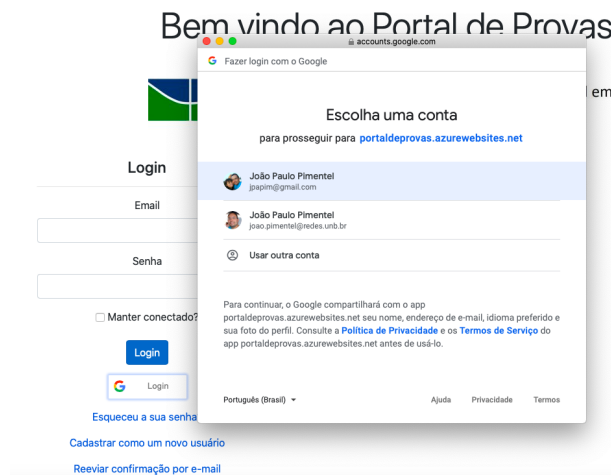 Bem vindo ao Portal de Provas
accounts.google.com
Fazer login com o Google
em
Escolha uma conta
para prosseguir para portaldeprovas.azurewebsites.net
João Paulo Pimentel
jpapim@gmail.com
João Paulo Pimentel
joao.pimentel@redes.unb.br
Usar outra conta
Para continuar, o Google compartilhará com o app
portaldeprovas.azurewebsites.net seu nome, endereço de e-mail, idioma preferido e
sua foto do perfil. Consulte a Política de Privacidade e os Termos de Serviço do
app portaldeprovas.azurewebsites.net antes de usá-lo.
Português (Brasil)
Ajuda Privacidade Termos
Login
Email
Senha
Manter conectado?
Login
Login
Esqueceu a sua senha
Cadastrar como um novo usuário
Reeviar confirmação por e-mail